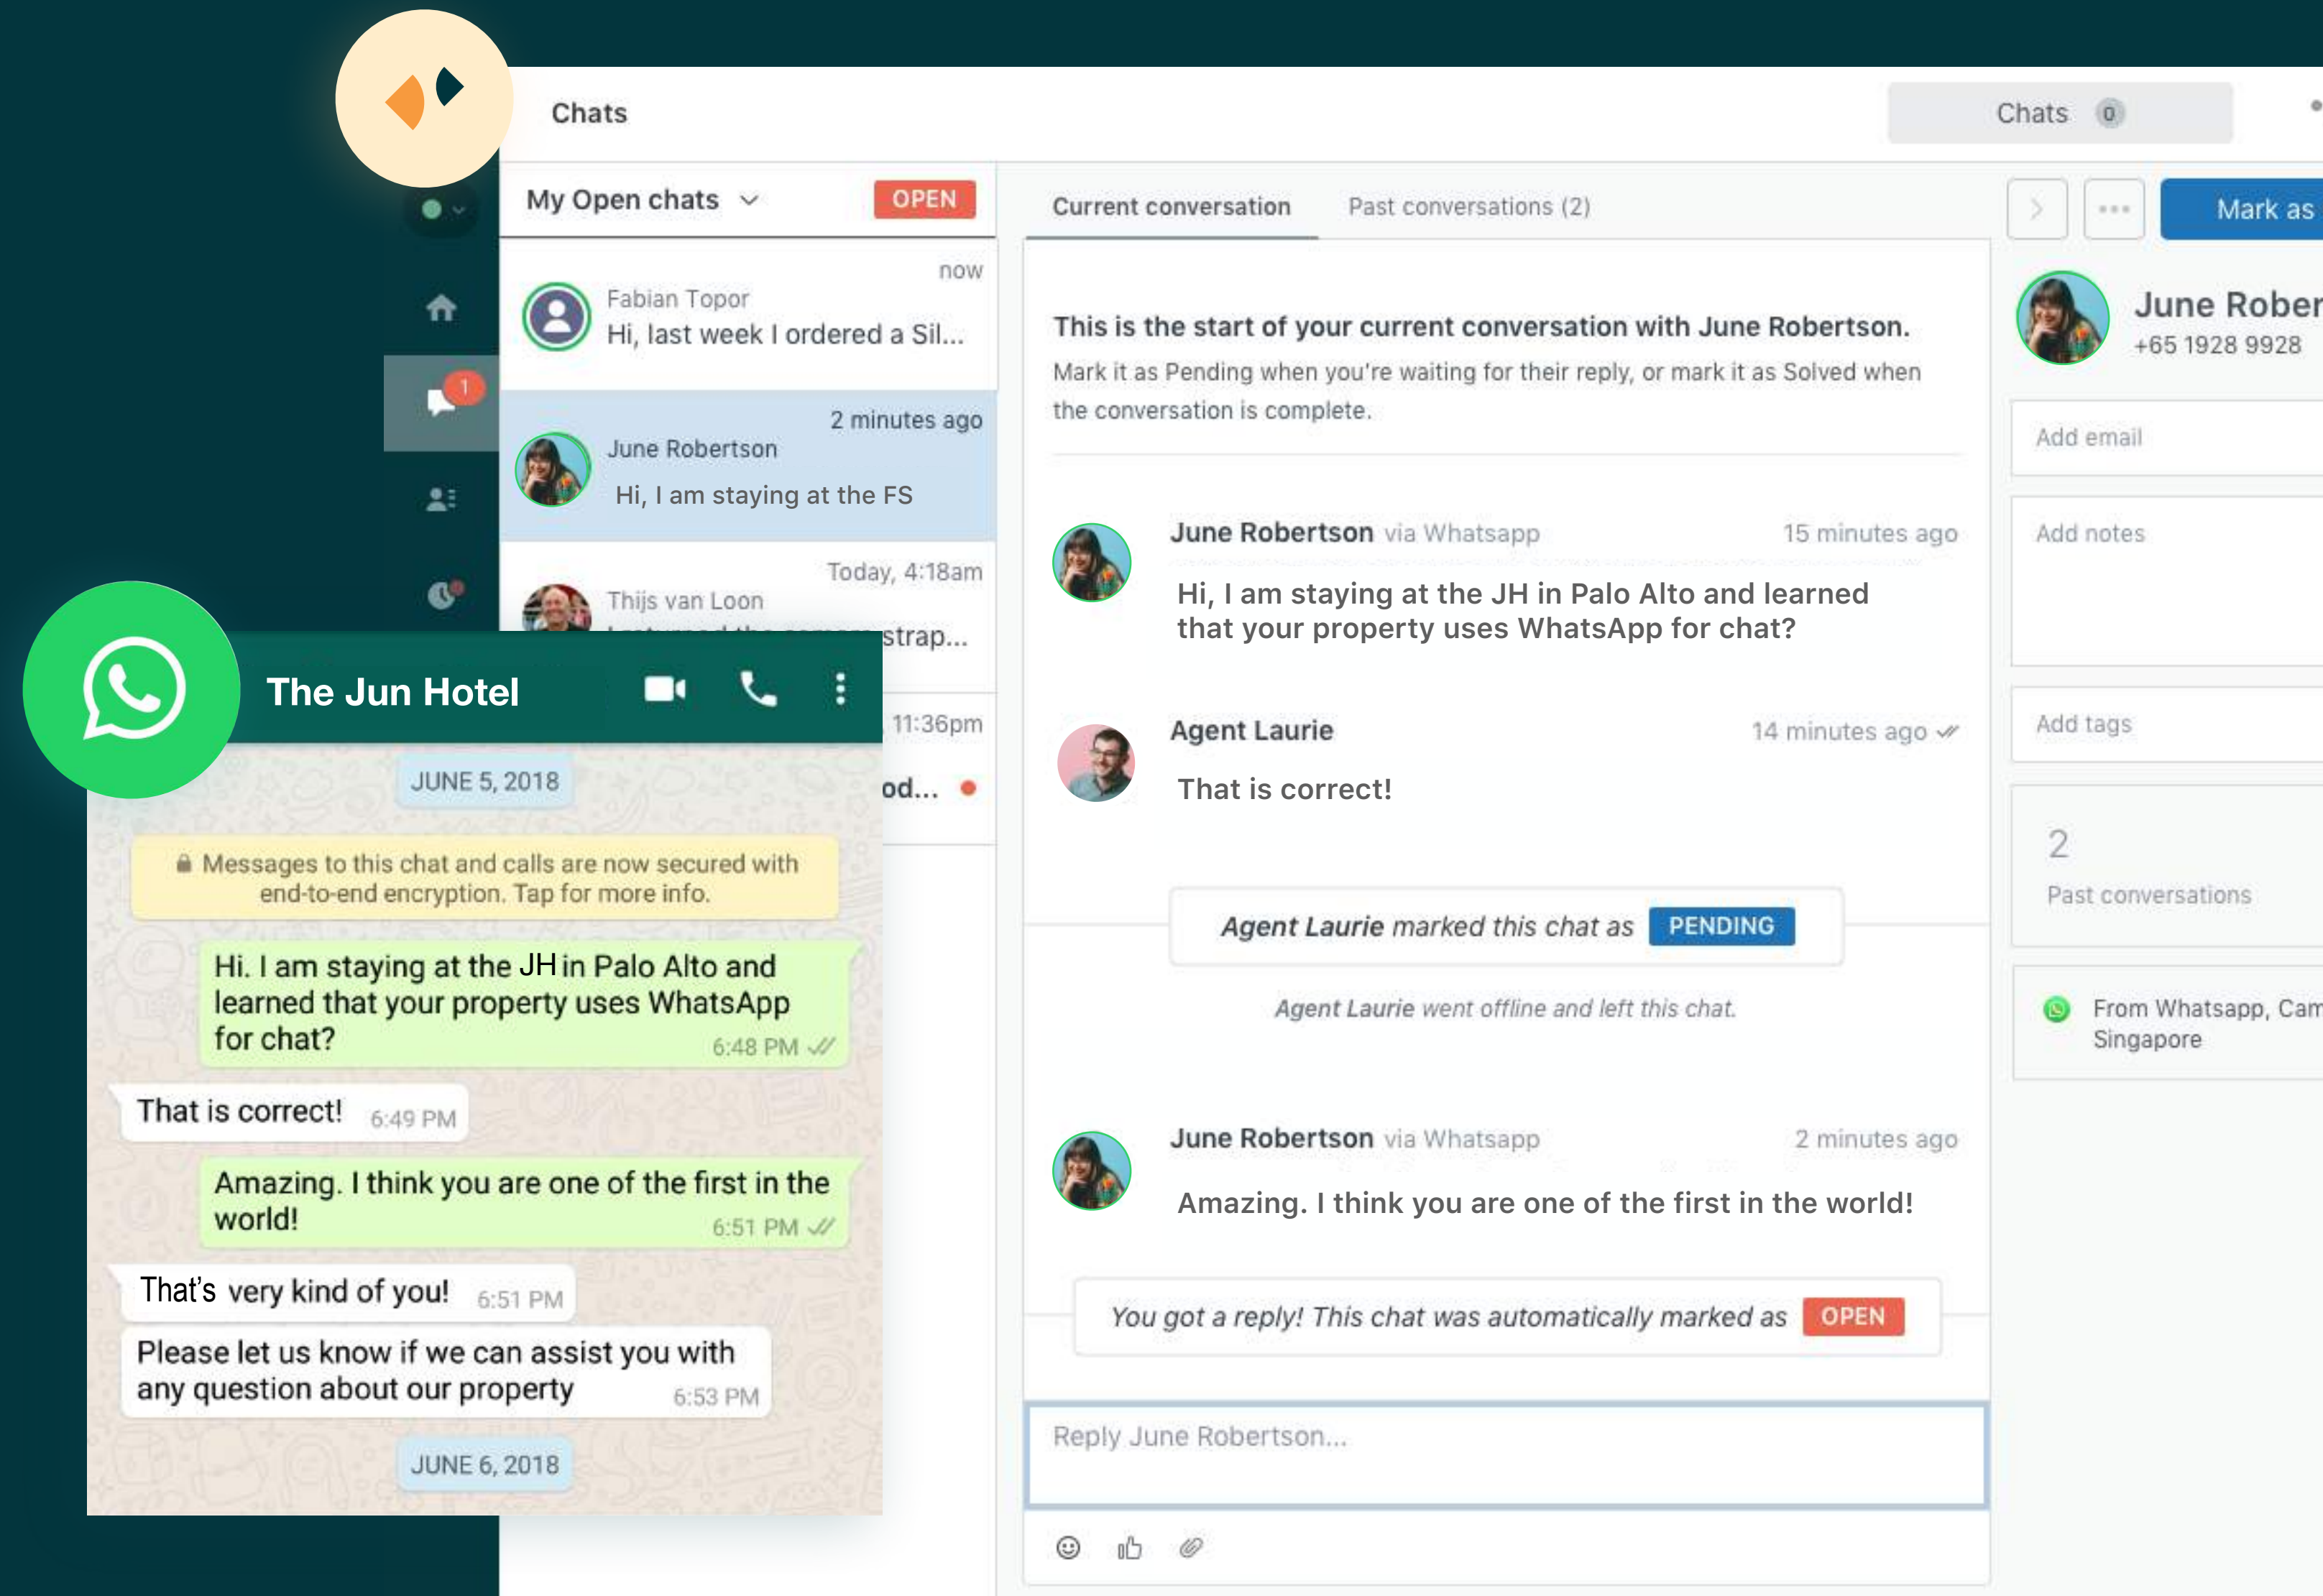 Chats
Chats 0
My Open chats OPEN
now
Fabian Topor
Hi, last week I ordered a Sil...
2 minutes ago
June Robertson
Hi, I am staying at the FS
Today, 4:18am
Thijs van Loon
strap...
11:36pm
od...
1
The Jun Hotel
JUNE 5, 2018
Messages to this chat and calls are now secured with
end-to-end encryption. Tap for more info.
Hi. I am staying at the JH in Palo Alto and
learned that your property uses WhatsApp
for chat?
6:48 PM
That is correct! 6:49 PM
Amazing. I think you are one of the first in the
world!
6:51 PM
That's very kind of you! 6:51 PM
Please let us know if we can assist you with
any question about our property 6:53 PM
JUNE 6, 2018
Current conversation Past conversations (2)
This is the start of your current conversation with June Robertson.
Mark it as Pending when you're waiting for their reply, or mark it as Solved when
the conversation is complete.
June Robertson via Whatsapp 15 minutes ago
Hi, I am staying at the JH in Palo Alto and learned
that your property uses WhatsApp for chat?
Agent Laurie 14 minutes ago
That is correct!
Agent Laurie marked this chat as PENDING
Agent Laurie went offline and left this chat.
June Robertson via Whatsapp 2 minutes ago
Amazing. I think you are one of the first in the world!
You got a reply! This chat was automatically marked as OPEN
Reply June Robertson...
Mark as
June Rober
+65 1928 9928
Add email
Add notes
Add tags
2
Past conversations
From Whatsapp, Cam
Singapore